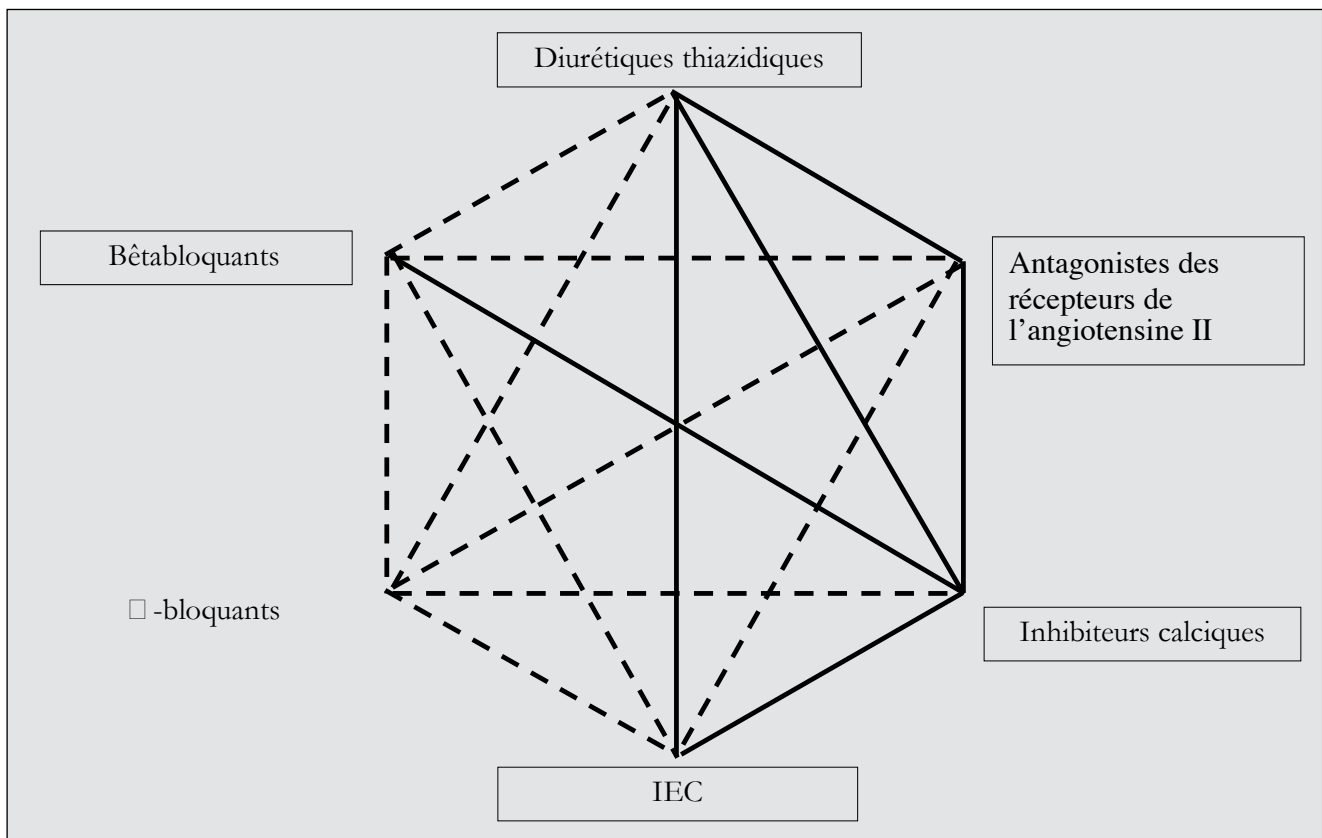 Diurétiques thiazidiques
Bêtabloquants
Antagonistes des
récepteurs de
l’angiotensine II
□ -bloquants
Inhibiteurs calciques
IEC